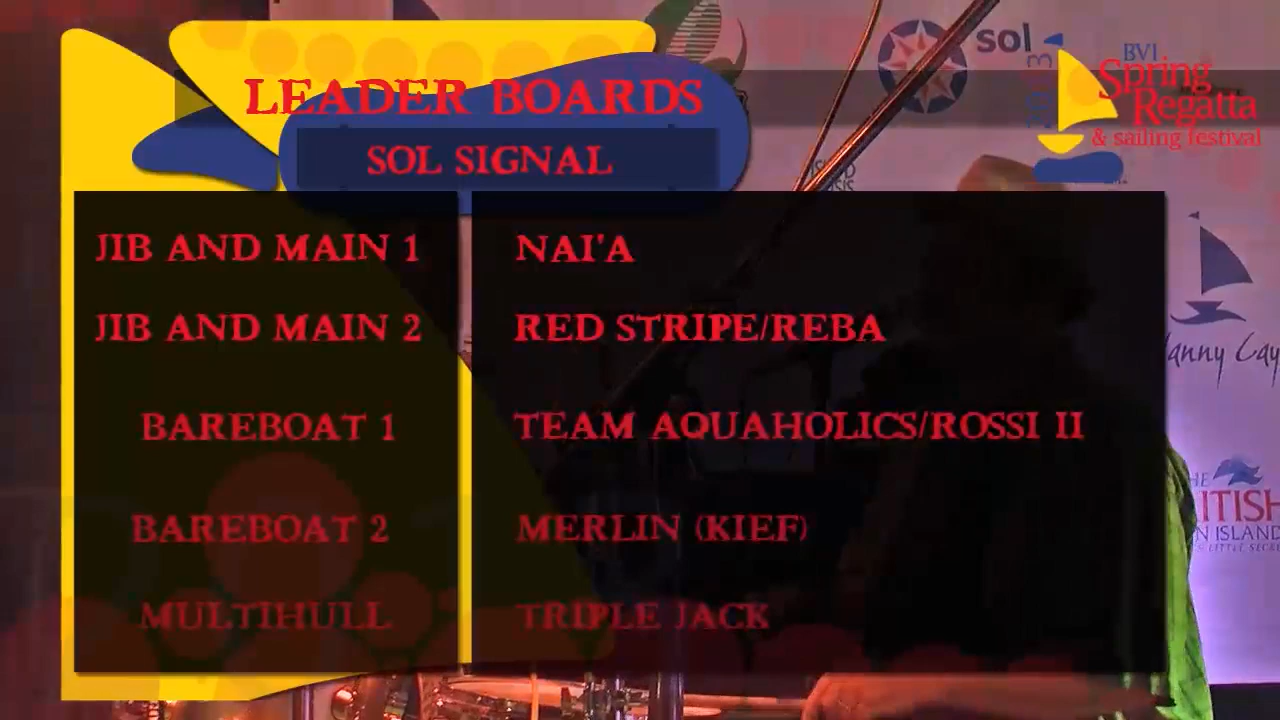 LEADER BOARDS
SOL SIGNAL
sol
BVI
Spring
Regatta
& sailing festival
JIB AND MAIN 1 NAI'A
JIB AND MAIN 2 RED STRIPE/REBA
BAREBOAT 1 TEAM AQUAHOLICS/ROSSI II
BAREBOAT 2 MERLIN (KIEF)
MULTIHULL TRIPLE JACK